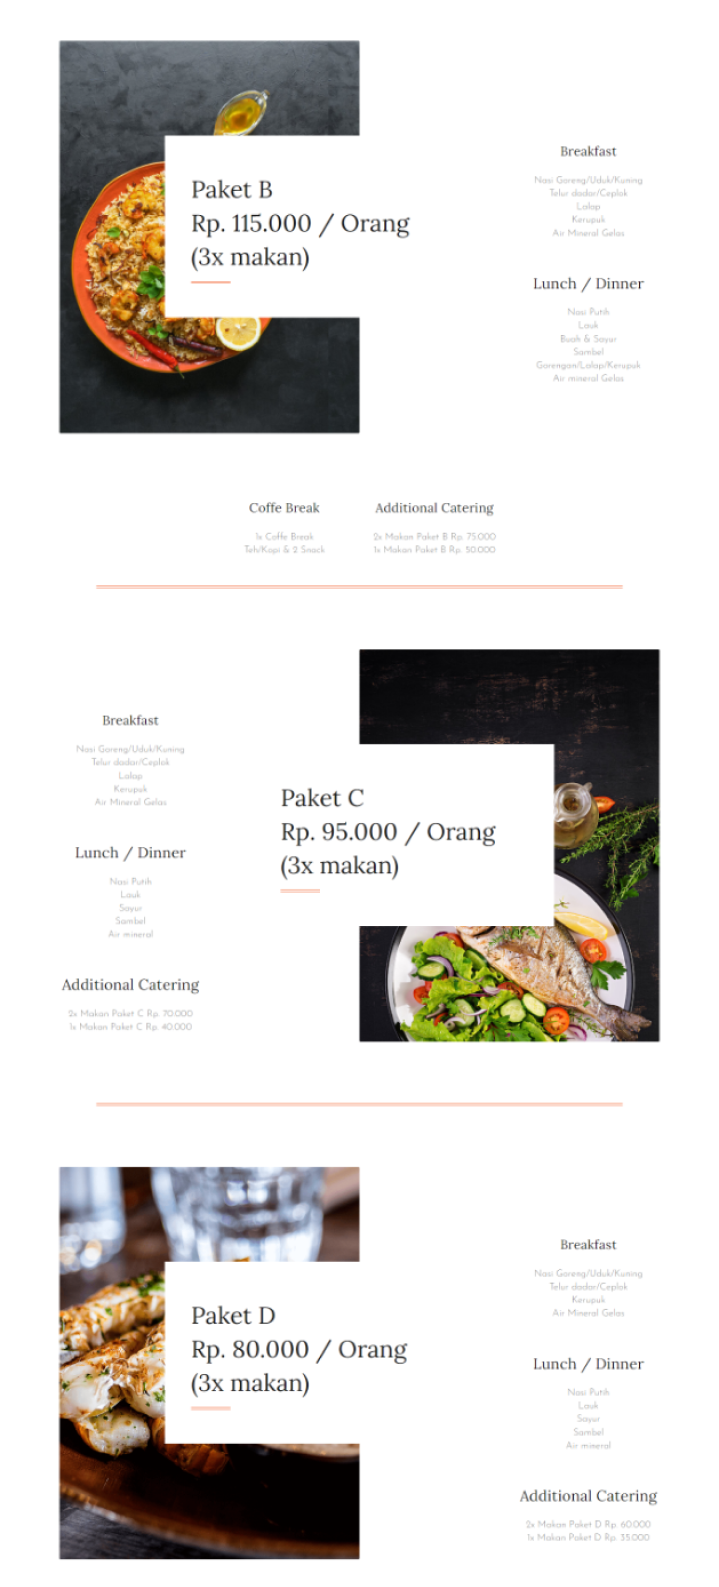 Paket B
Rp. 115.000 / Orang
(3x makan)
Breakfast
Nasi Goreng/Uduk/Kuning
Telur dadar/Ceplok
Lalap
Kerupuk
Air Mineral Gelas
Lunch / Dinner
Nasi Putih
Lauk
Buah & Sayur
Sambel
Gorengan/Lalap/Kerupuk
Air mineral Gelas
Coffe Break
1x Coffe Break
Teh/Kopi & 2 Snack
Additional Catering
2x Makan Paket B Rp. 75.000
1x Makan Paket B Rp. 50.000
Breakfast
Nasi Goreng/Uduk/Kuning
Telur dadar/Ceplok
Lalap
Kerupuk
Air Mineral Gelas
Lunch / Dinner
Nasi Putih
Lauk
Sayur
Sambel
Air mineral
Additional Catering
2x Makan Paket C Rp. 70.000
1x Makan Paket C Rp. 40.000
Paket C
Rp. 95.000 / Orang
(3x makan)
Paket D
Rp. 80.000 / Orang
(3x makan)
Breakfast
Nasi Goreng/Uduk/Kuning
Telur dadar/Ceplok
Kerupuk
Air Mineral Gelas
Lunch / Dinner
Nasi Putih
Lauk
Sayur
Sambel
Air mineral
Additional Catering
2x Makan Paket D Rp. 60.000
1x Makan Paket D Rp. 35.000